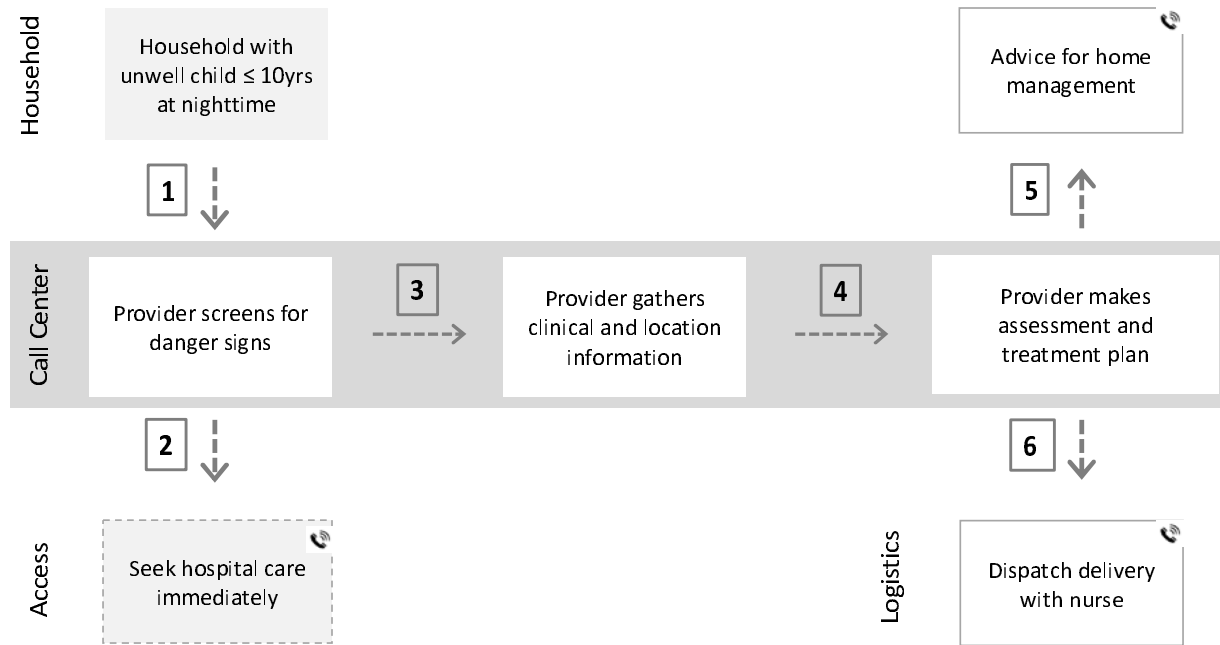 Household
Household with
unwell child ≤ 10yrs
at nighttime
Advice for home
management
1
5
Call Center
Provider screens for
danger signs
3
Provider gathers
clinical and location
information
4
Provider makes
assessment and
treatment plan
2
6
Access
Seek hospital care
immediately
Logistics
Dispatch delivery
with nurse